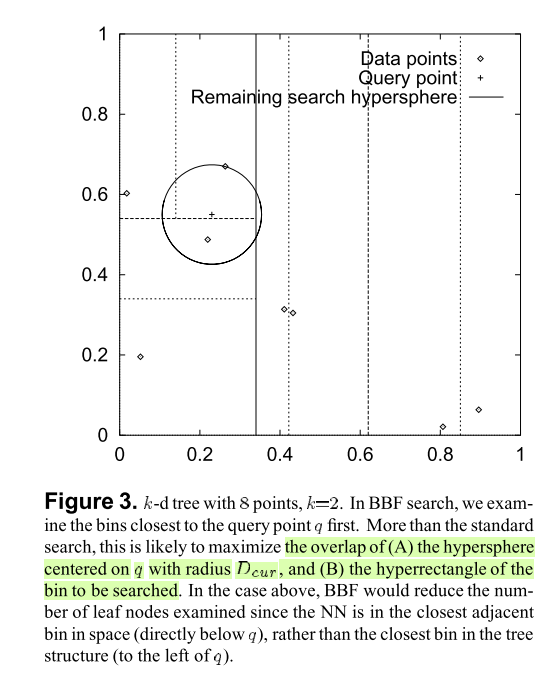 1
0.8
0.6
0.4
0.2
0
0 0.2 0.4 0.6 0.8 1
Data points
Query point
Remaining search hypersphere
Figure 3. k-d tree with 8 points, k=2. In BBF search, we exam-
ine the bins closest to the query point q first. More than the standard
search, this is likely to maximize the overlap of (A) the hypersphere
centered on q with radius Dcur, and (B) the hyperrectangle of the
bin to be searched. In the case above, BBF would reduce the num-
ber of leaf nodes examined since the NN is in the closest adjacent
bin in space (directly below q), rather than the closest bin in the tree
structure (to the left of q).